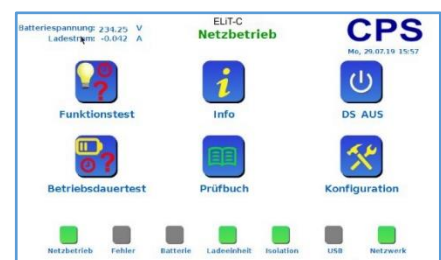 Batteriespannung: 234.25 V
Ladestrom: -0.042 A
ELiT-C
Netzbetrieb
CPS
Mo, 29.07.19 15:57
Funktionstest
Info
DS AUS
Betriebsdauertest
Prüfbuch
Konfiguration
Netzbetrieb
Fehler
Batterie
Ladeeinheit
Isolation
USB
Netzwerk